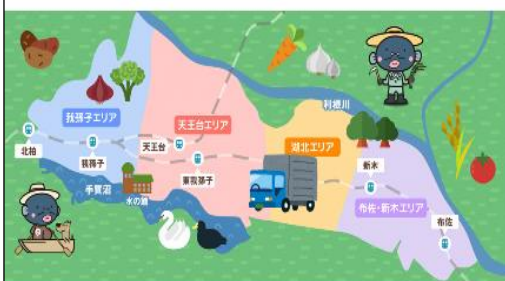 利根川
天王台エリア
我孫子エリア
湖北エリア
天王台
北柏
我孫子
東我孫子
新木
手賀沼
水の館
布佐・新木エリア
布佐